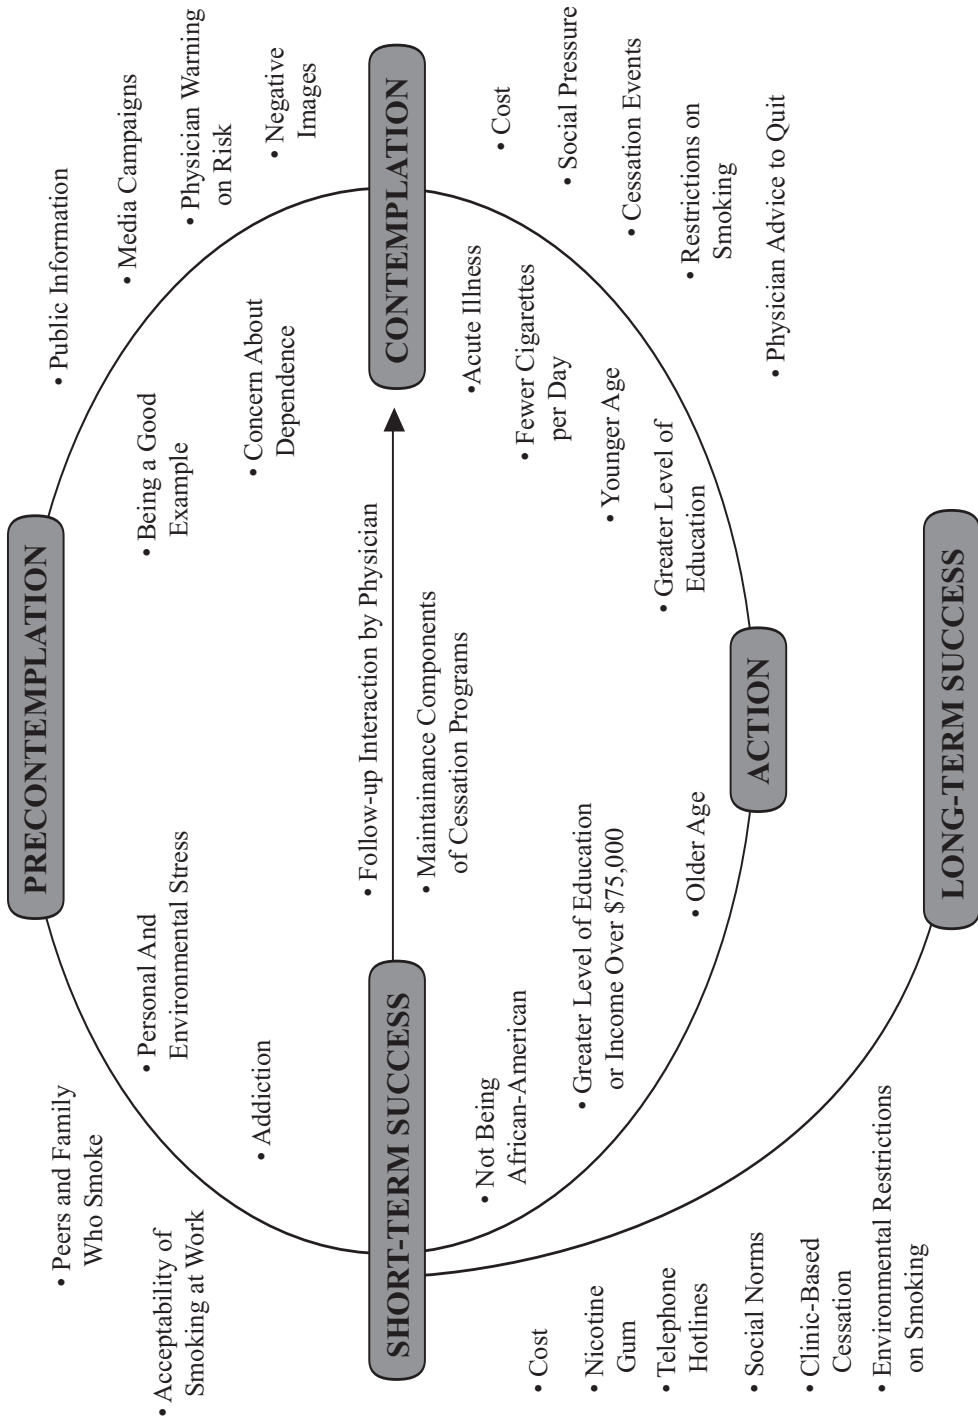 PRECONTEMPLATION
• Peers and Family
Who Smoke
• Acceptability of
Smoking at Work
• Personal And
Environmental Stress
• Addiction
• Being a Good
Example
• Concern About
Dependence
• Public Information
• Media Campaigns
• Physician Warning
on Risk
• Negative
Images
SHORT-TERM SUCCESS
• Follow-up Interaction by Physician
• Maintainance Components
of Cessation Programs
CONTEMPLATION
• Cost
• Nicotine
Gum
• Telephone
Hotlines
• Social Norms
• Clinic-Based
Cessation
• Environmental Restrictions
on Smoking
• Not Being
African-American
• Greater Level of Education
or Income Over $75,000
• Older Age
•Acute Illness
• Fewer Cigarettes
per Day
• Younger Age
• Greater Level of
Education
• Cost
• Social Pressure
• Cessation Events
• Restrictions on
Smoking
• Physician Advice to Quit
ACTION
LONG-TERM SUCCESS